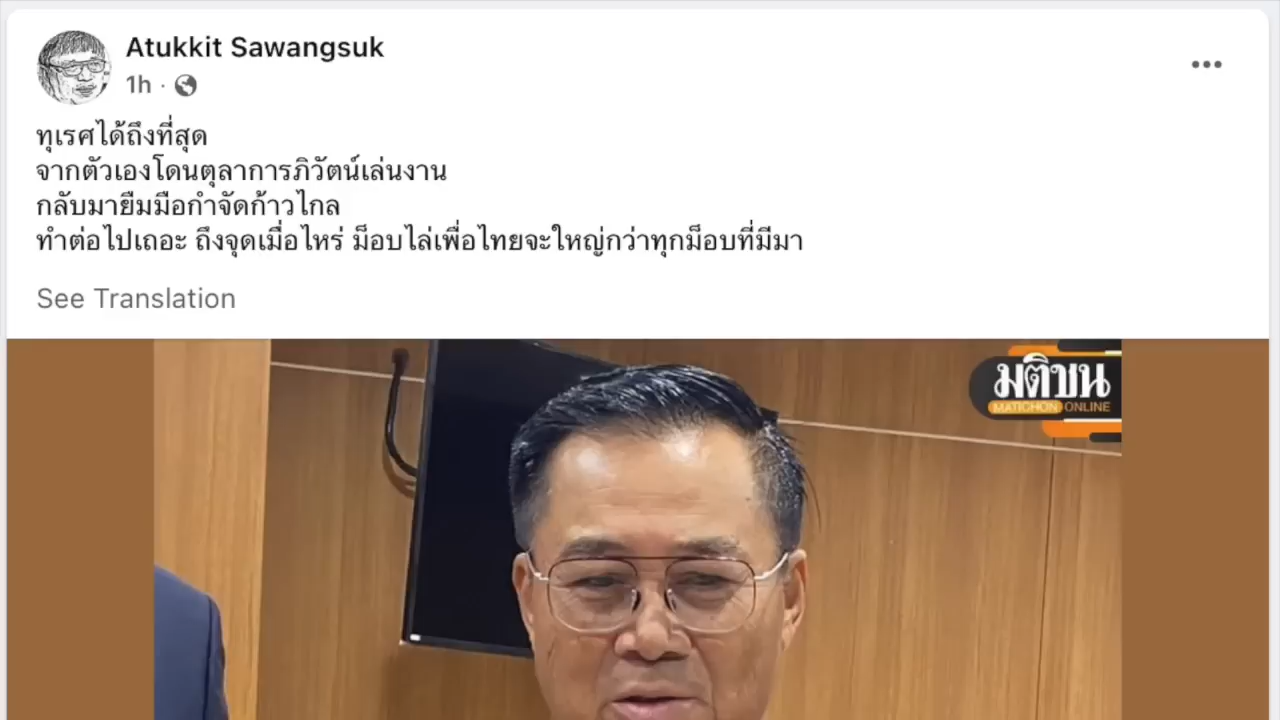 Atukkit Sawangsuk
1h ·
ทุเรศได้ถึงที่สุด
จากตัวเองโดนตุลาการภิวัตน์เล่นงาน
กลับมายืมมือกำจัดก้าวไกล
ทำต่อไปเถอะ ถึงจุดเมื่อไหร่ ม็อบไล่เพื่อไทยจะใหญ่กว่าทุกม็อบที่มีมา
See Translation
มติชน
MATICHON ONLINE